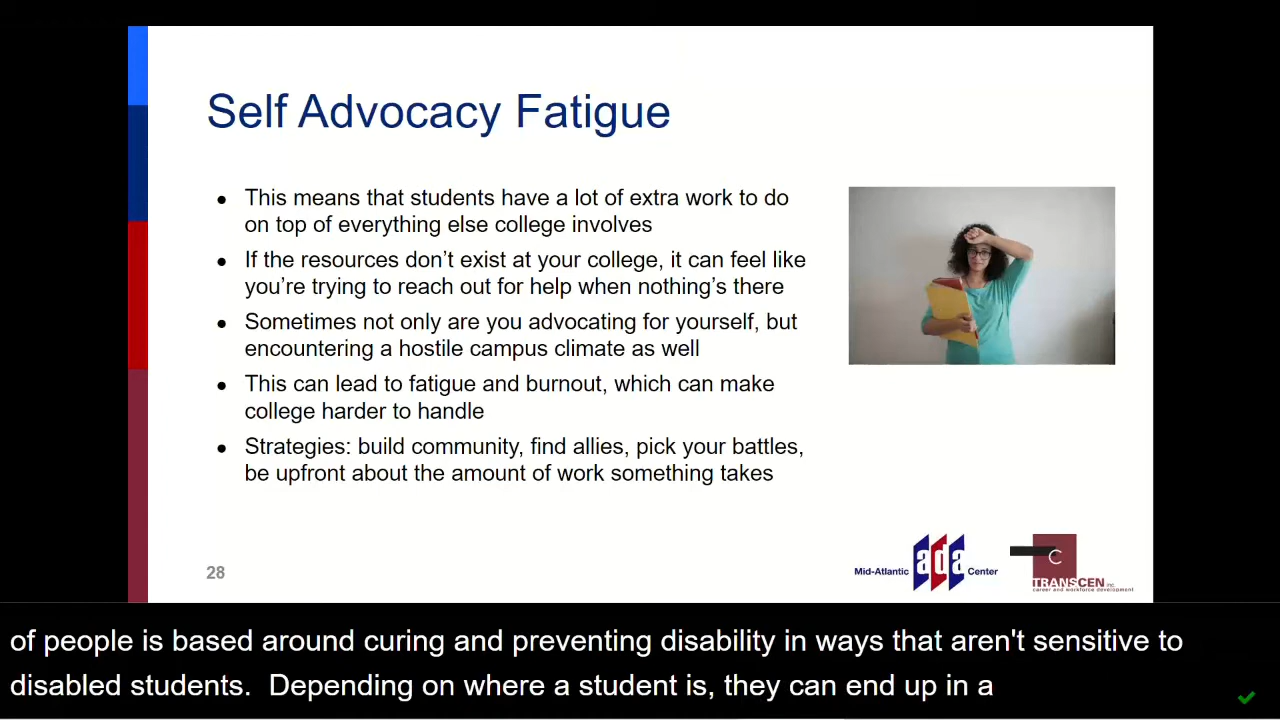 Self Advocacy Fatigue
● This means that students have a lot of extra work to do
on top of everything else college involves
● If the resources don’t exist at your college, it can feel like
you’re trying to reach out for help when nothing’s there
● Sometimes not only are you advocating for yourself, but
encountering a hostile campus climate as well
● This can lead to fatigue and burnout, which can make
college harder to handle
● Strategies: build community, find allies, pick your battles,
be upfront about the amount of work something takes
28
Mid-Atlantic ada Center
C
TRANSCEN inc.
career and workforce development
of people is based around curing and preventing disability in ways that aren't sensitive to
disabled students.  Depending on where a student is, they can end up in a